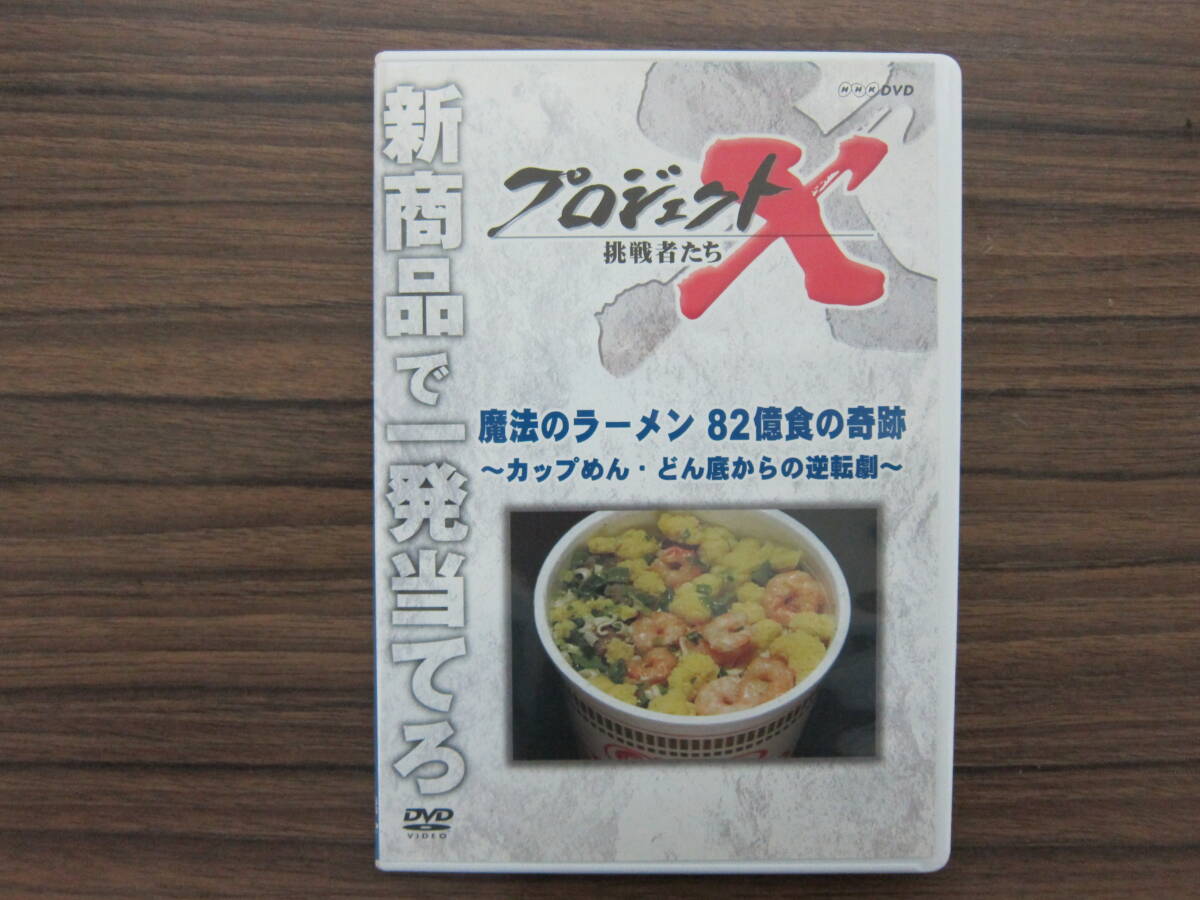 新商品で一発当てろ
NHK DVD
プロジェクトX
挑戦者たち
魔法のラーメン 82億食の奇跡
～カップめん・どん底からの逆転劇～
DVD
VIDEO